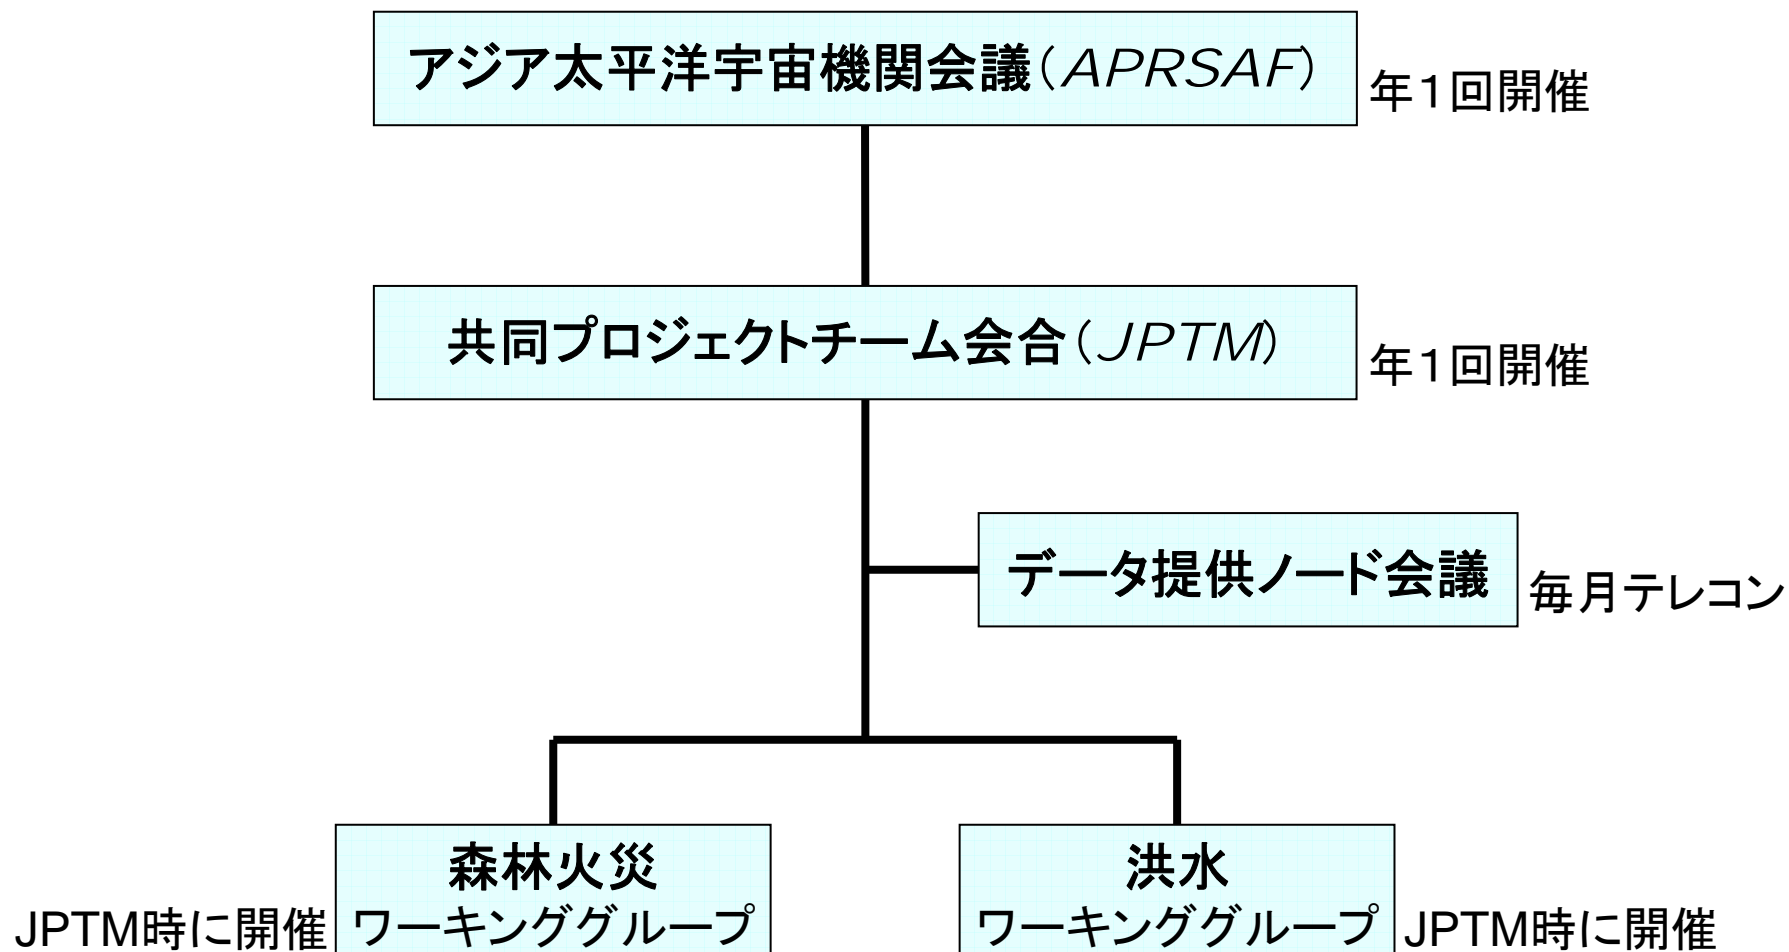 アジア太平洋宇宙機関会議(APRSAF)
年1回開催
共同プロジェクトチーム会合(JPTM)
年1回開催
データ提供ノード会議
毎月テレコン
森林火災
ワーキンググループ
JPTM時に開催
洪水
ワーキンググループ
JPTM時に開催